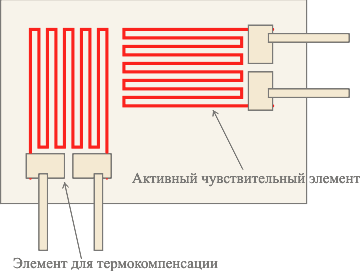 Активный чувствительный элемент
Элемент для термокомпенсации